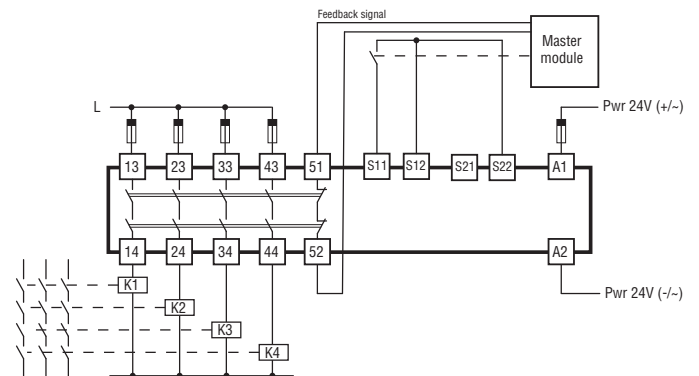 Feedback signal
Master
module
L
Pwr 24V (+/~)
13 23 33 43 51 S11 S12 S21 S22 A1
14 24 34 44 52 A2
K1
Pwr 24V (-/~)
K2
K3
K4